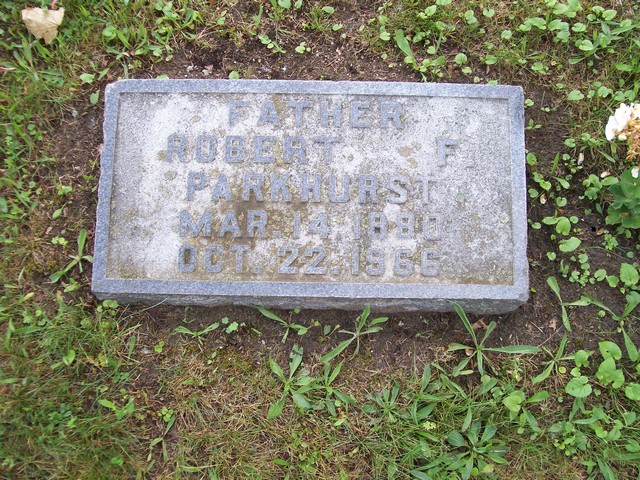 FATHER
ROBERT F.
PARKHURST
MAR. 14, 1880
OCT. 22, 1966